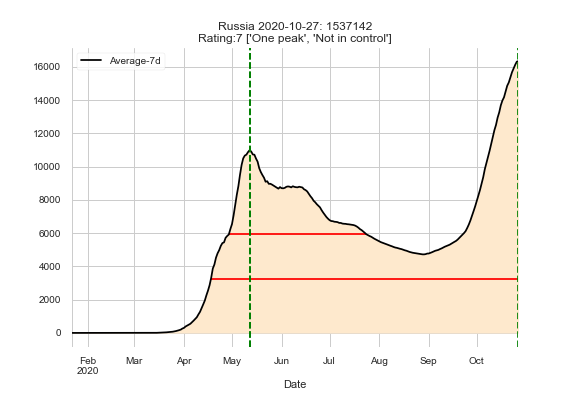 Russia 2020-10-27: 1537142
Rating:7 ['One peak', 'Not in control']
Average-7d
16000
14000
12000
10000
8000
6000
4000
2000
0
Feb Mar Apr May Jun Jul Aug Sep Oct
2020
Date